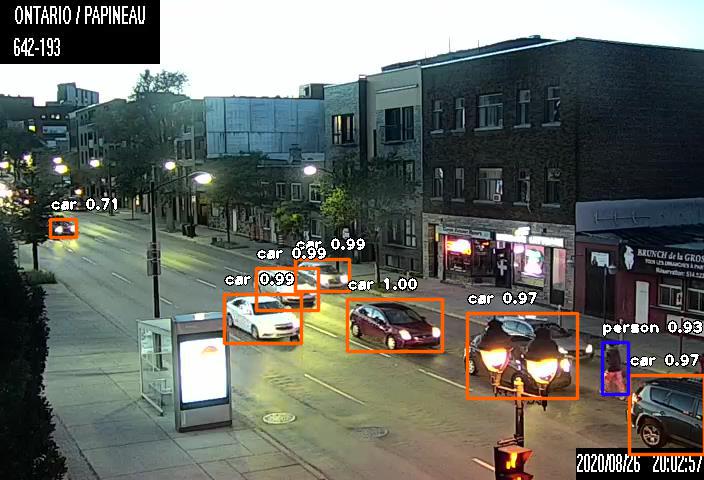 ONTARIO / PAPINEAU
642-193
car 0.71
car 0.99
car 0.99
car 0.99
car 1.00
car 0.97
person 0.93
car 0.97
BRUNCH de la GROS
2020/08/26 20:02:57